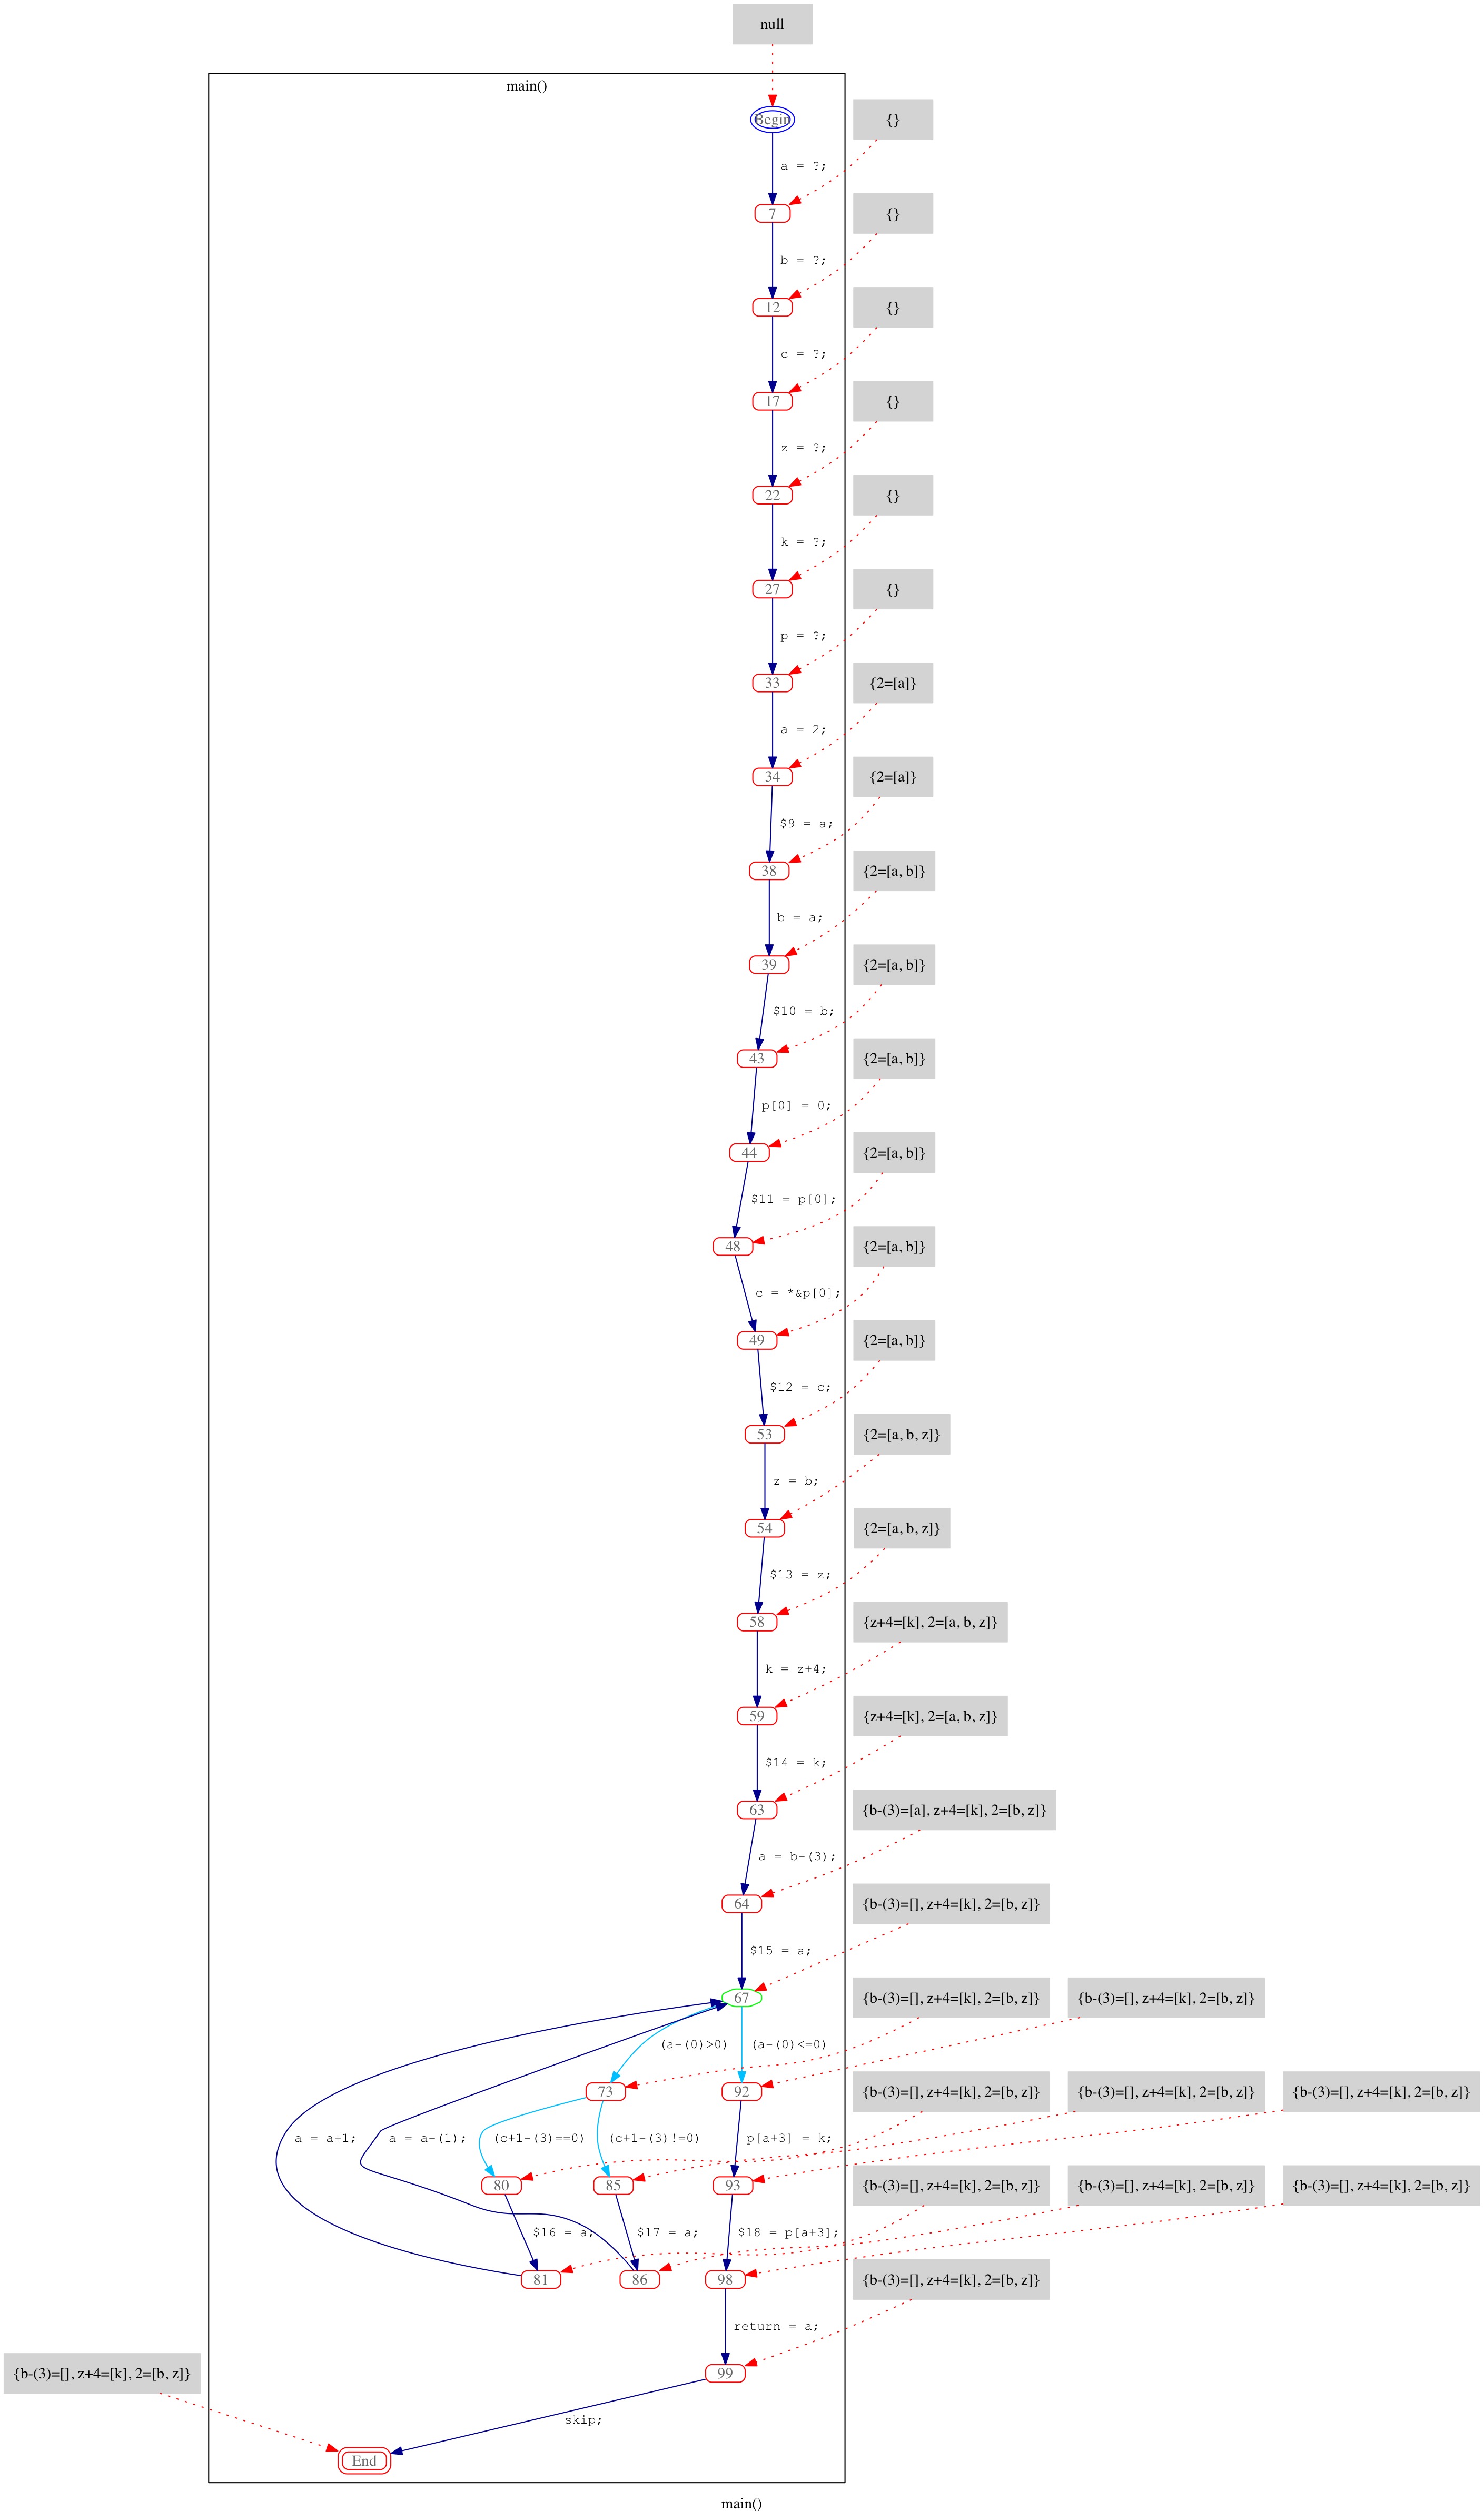 null
main()
Begin
{}
a = ?;
7
{}
b = ?;
12
{}
c = ?;
17
{}
z = ?;
22
{}
k = ?;
27
{}
p = ?;
33
{2=[a]}
a = 2;
34
{2=[a]}
$9 = a;
38
{2=[a, b]}
b = a;
39
{2=[a, b]}
$10 = b;
43
{2=[a, b]}
p[0] = 0;
44
{2=[a, b]}
$11 = p[0];
48
{2=[a, b]}
c = *&p[0];
49
{2=[a, b]}
$12 = c;
53
{2=[a, b, z]}
z = b;
54
{2=[a, b, z]}
$13 = z;
58
{z+4=[k], 2=[a, b, z]}
k = z+4;
59
{z+4=[k], 2=[a, b, z]}
$14 = k;
63
{b-(3)=[a], z+4=[k], 2=[b, z]}
a = b-(3);
64
{b-(3)=[], z+4=[k], 2=[b, z]}
$15 = a;
67
{b-(3)=[], z+4=[k], 2=[b, z]}
{b-(3)=[], z+4=[k], 2=[b, z]}
(a-(0)>0)
(a-(0)<=0)
73
92
{b-(3)=[], z+4=[k], 2=[b, z]}
{b-(3)=[], z+4=[k], 2=[b, z]}
{b-(3)=[], z+4=[k], 2=[b, z]}
a = a+1;
a = a-(1);
(c+1-(3)==0)
(c+1-(3)!=0)
p[a+3] = k;
80
85
93
{b-(3)=[], z+4=[k], 2=[b, z]}
{b-(3)=[], z+4=[k], 2=[b, z]}
{b-(3)=[], z+4=[k], 2=[b, z]}
$16 = a;
$17 = a;
$18 = p[a+3];
81
86
98
{b-(3)=[], z+4=[k], 2=[b, z]}
return = a;
99
{b-(3)=[], z+4=[k], 2=[b, z]}
skip;
End
main()